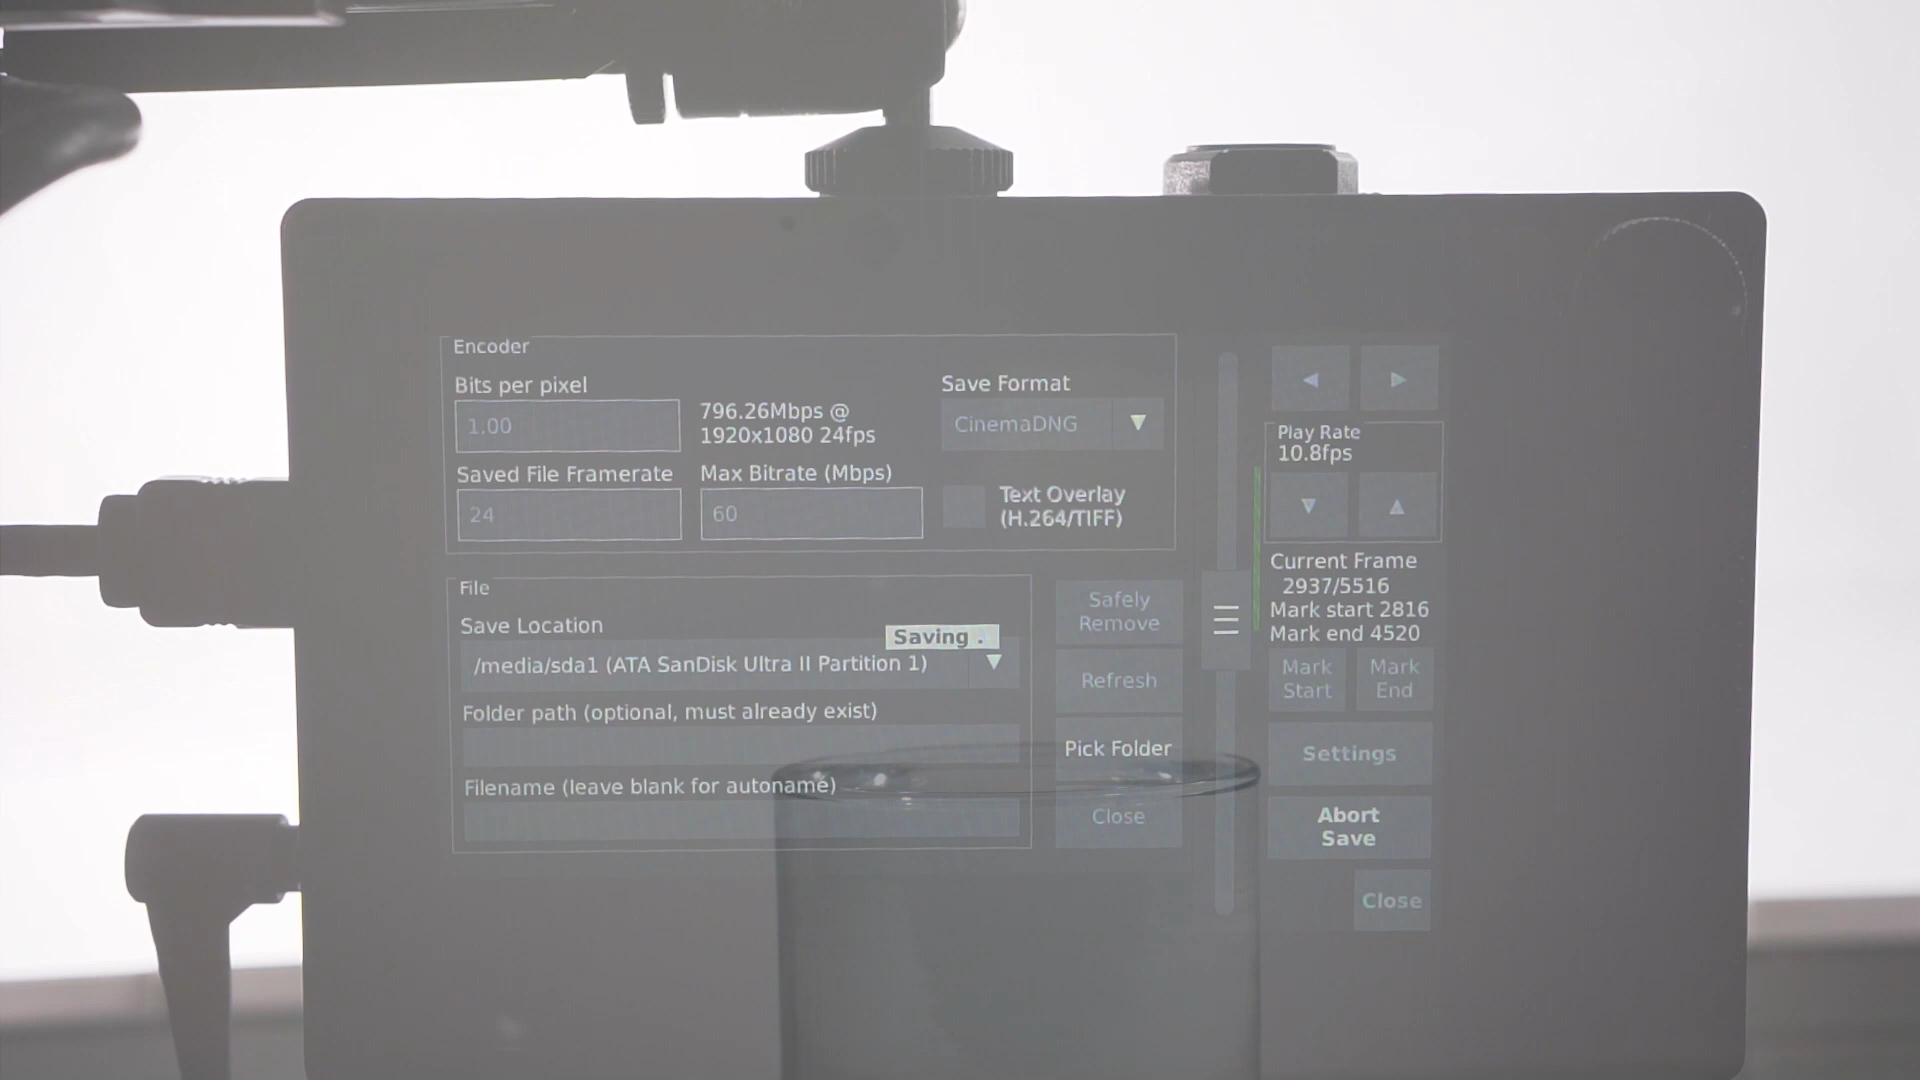 Encoder
Bits per pixel
1.00
796.26Mbps @
1920x1080 24fps
Save Format
CinemaDNG
Saved File Framerate
24
Max Bitrate (Mbps)
60
Text Overlay
(H.264/TIFF)
File
Save Location
Saving .
/media/sda1 (ATA SanDisk Ultra II Partition 1)
Folder path (optional, must already exist)
Filename (leave blank for autoname)
Safely
Remove
Refresh
Pick Folder
Close
Play Rate
10.8fps
Current Frame
2937/5516
Mark start 2816
Mark end 4520
Mark
Start
Mark
End
Settings
Abort
Save
Close